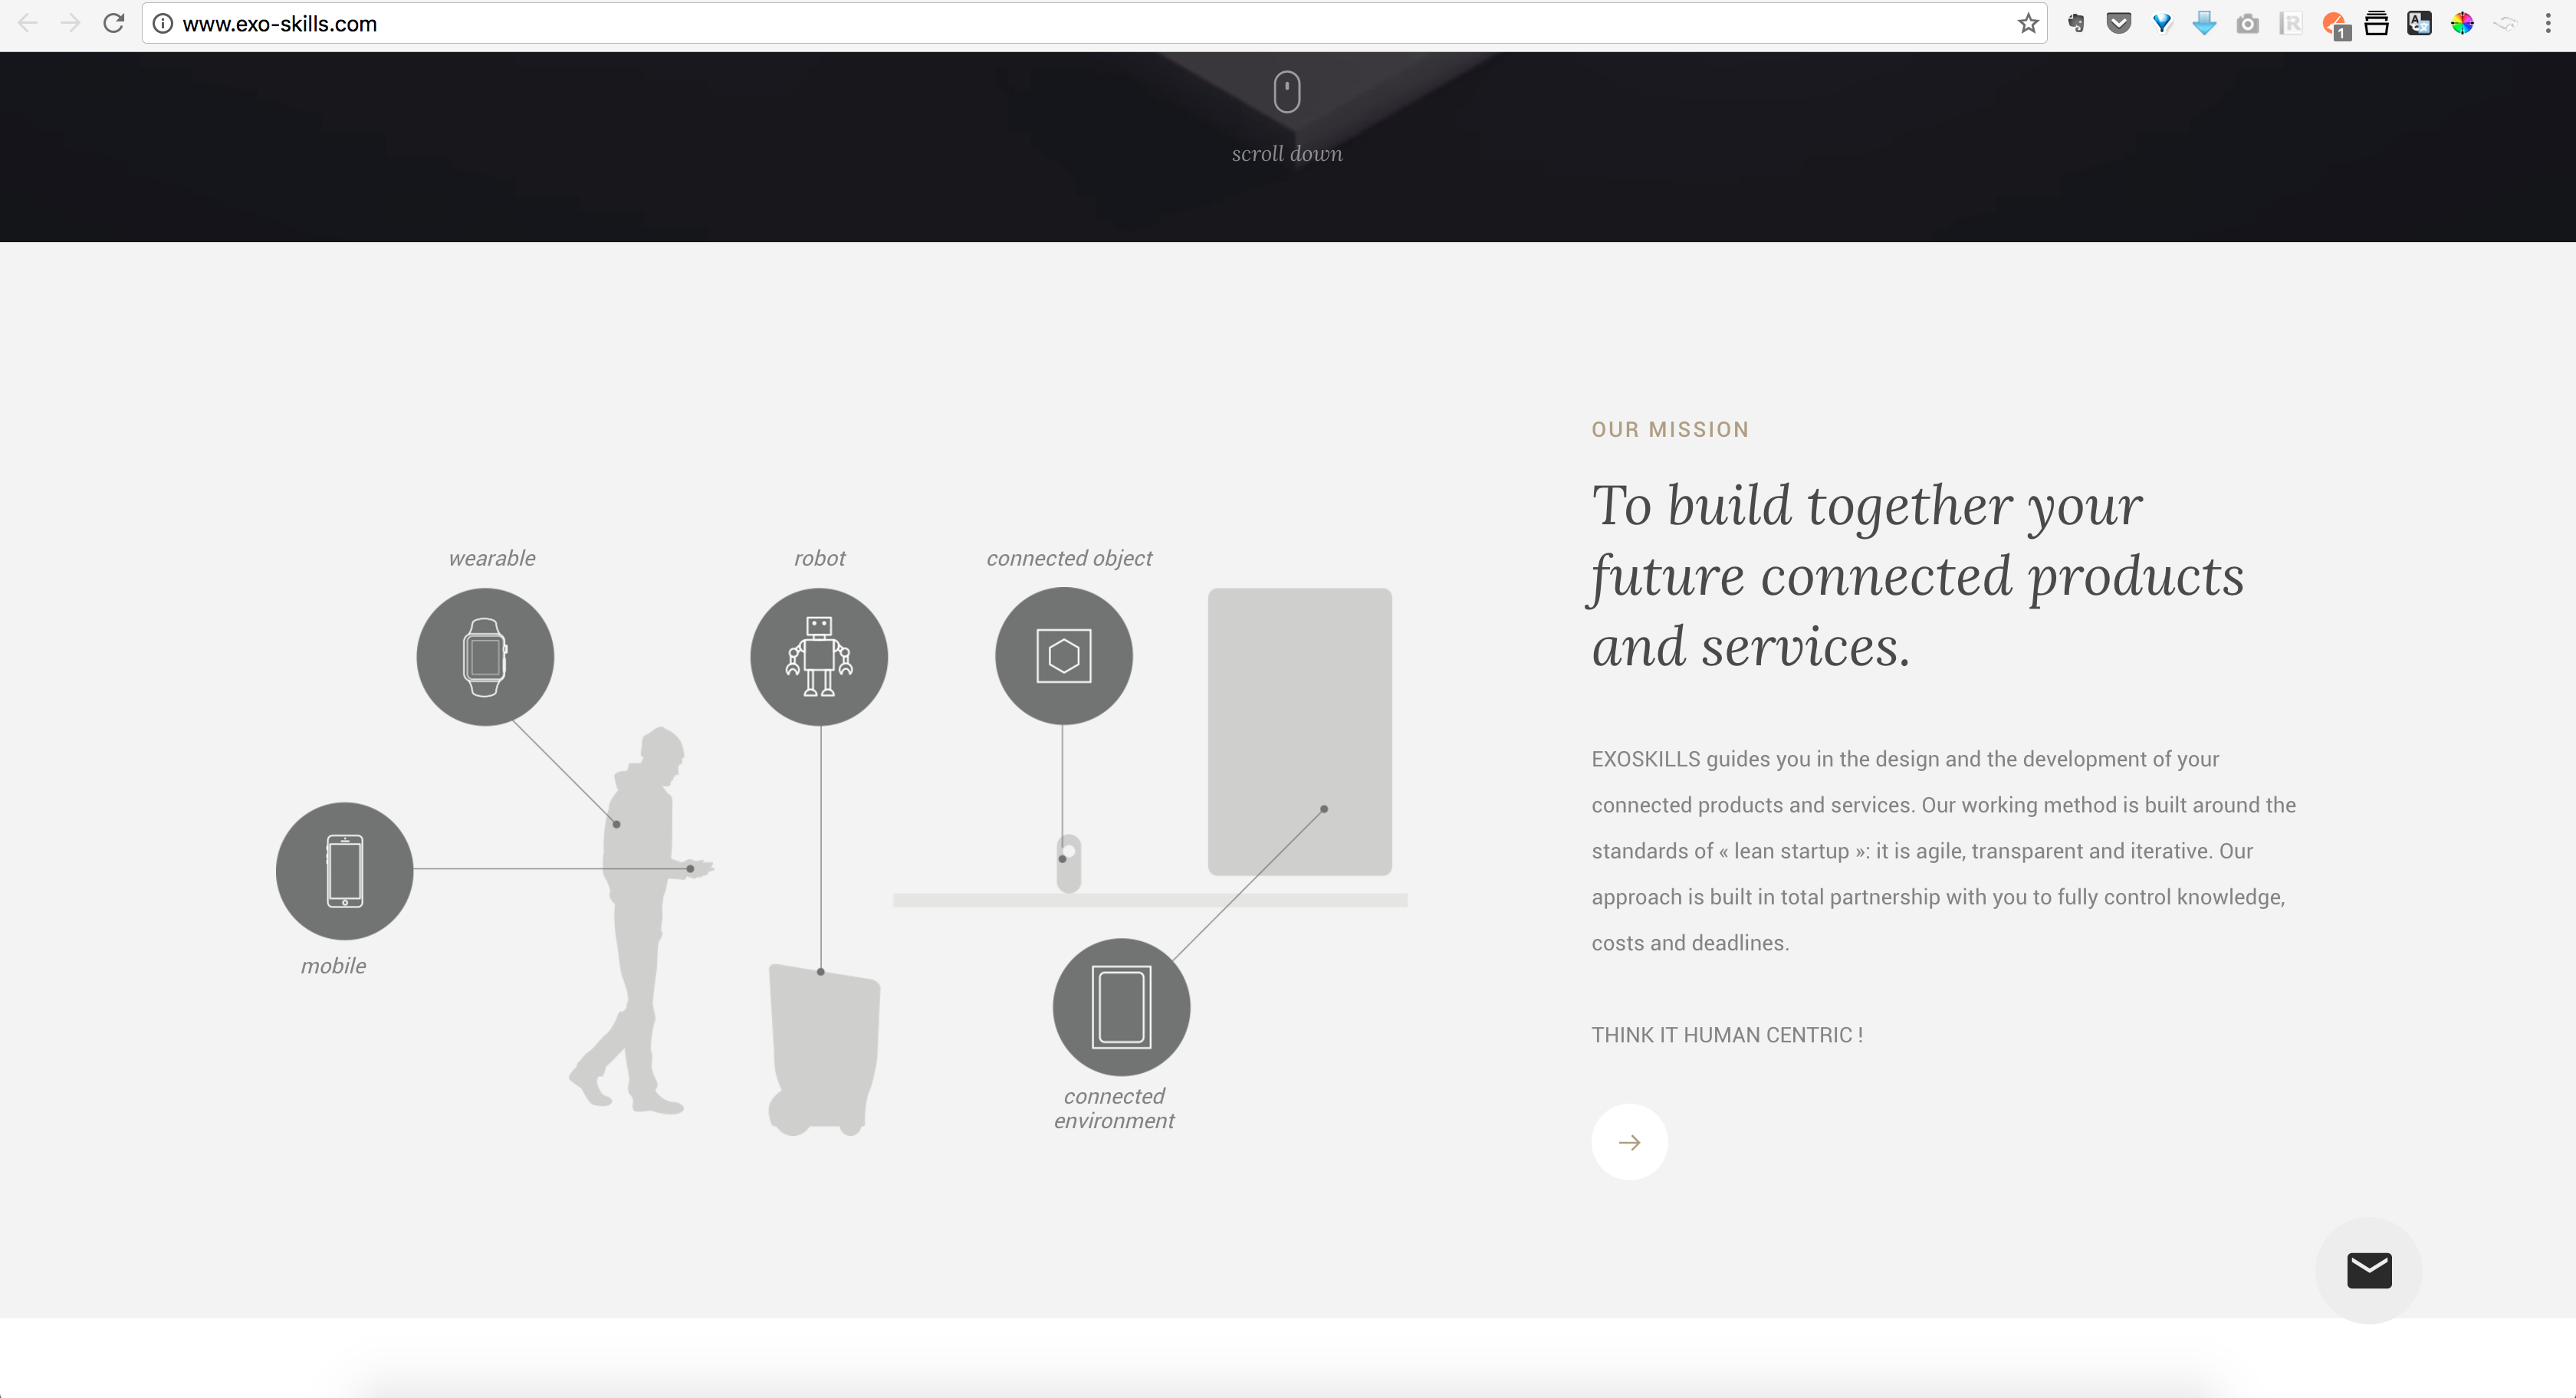 www.exo-skills.com
1
scroll down
OUR MISSION
To build together your
future connected products
and services.
wearable
robot
connected object
mobile
connected
environment
EXOSKILLS guides you in the design and the development of your
connected products and services. Our working method is built around the
standards of « lean startup »: it is agile, transparent and iterative. Our
approach is built in total partnership with you to fully control knowledge,
costs and deadlines.
THINK IT HUMAN CENTRIC !